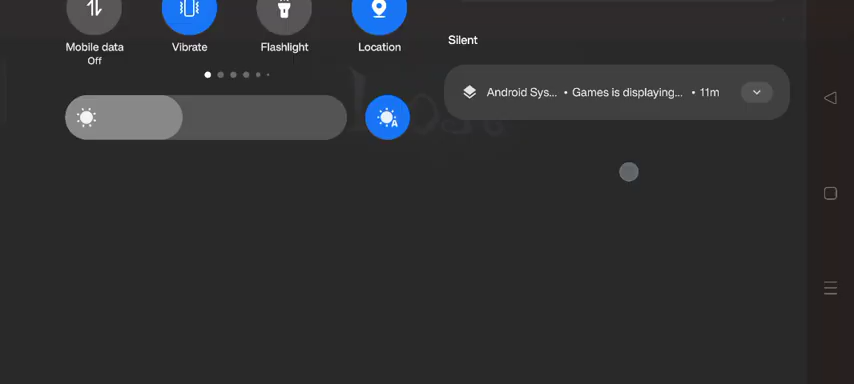 Mobile data
Off
Vibrate
Flashlight
Location
A
Silent
Android Sys... • Games is displaying... • 11m